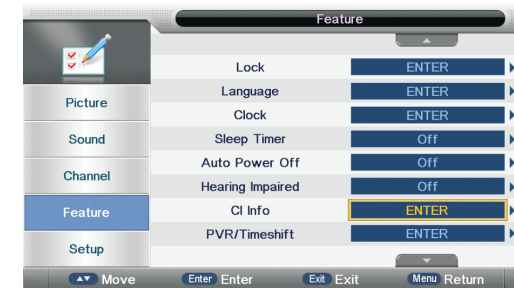 Feature
Picture
Sound
Channel
Feature
Setup
Lock ENTER
Language ENTER
Clock ENTER
Sleep Timer Off
Auto Power Off Off
Hearing Impaired Off
CI Info ENTER
PVR/Timeshift ENTER
Move Enter Enter Exit Exit Menu Return